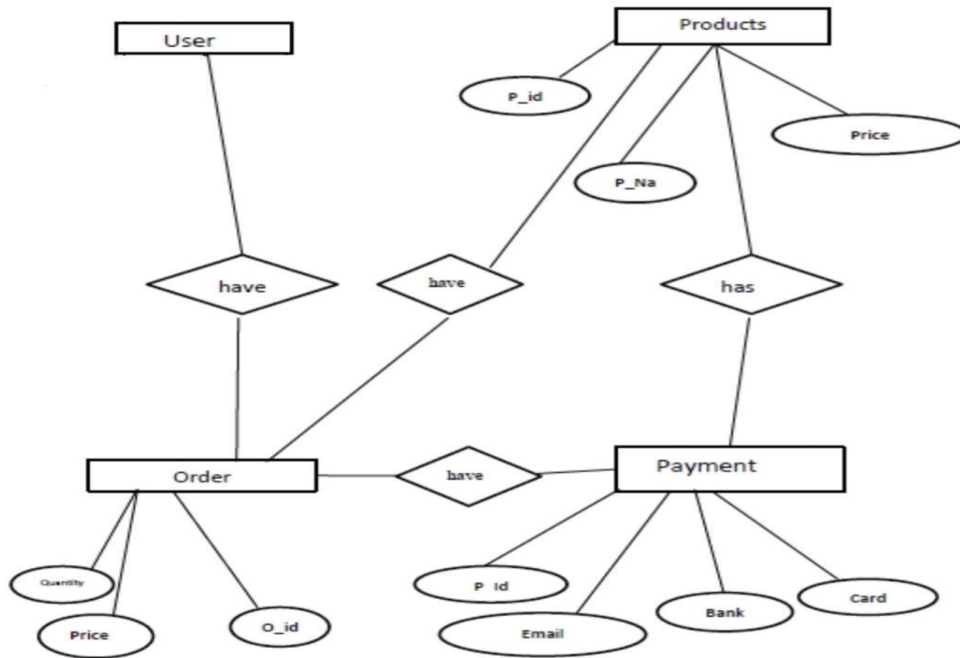 User
Products
P_id
Price
P_Na
have
have
has
Order
have
Payment
Quantity
Price
O_id
P_Id
Email
Bank
Card